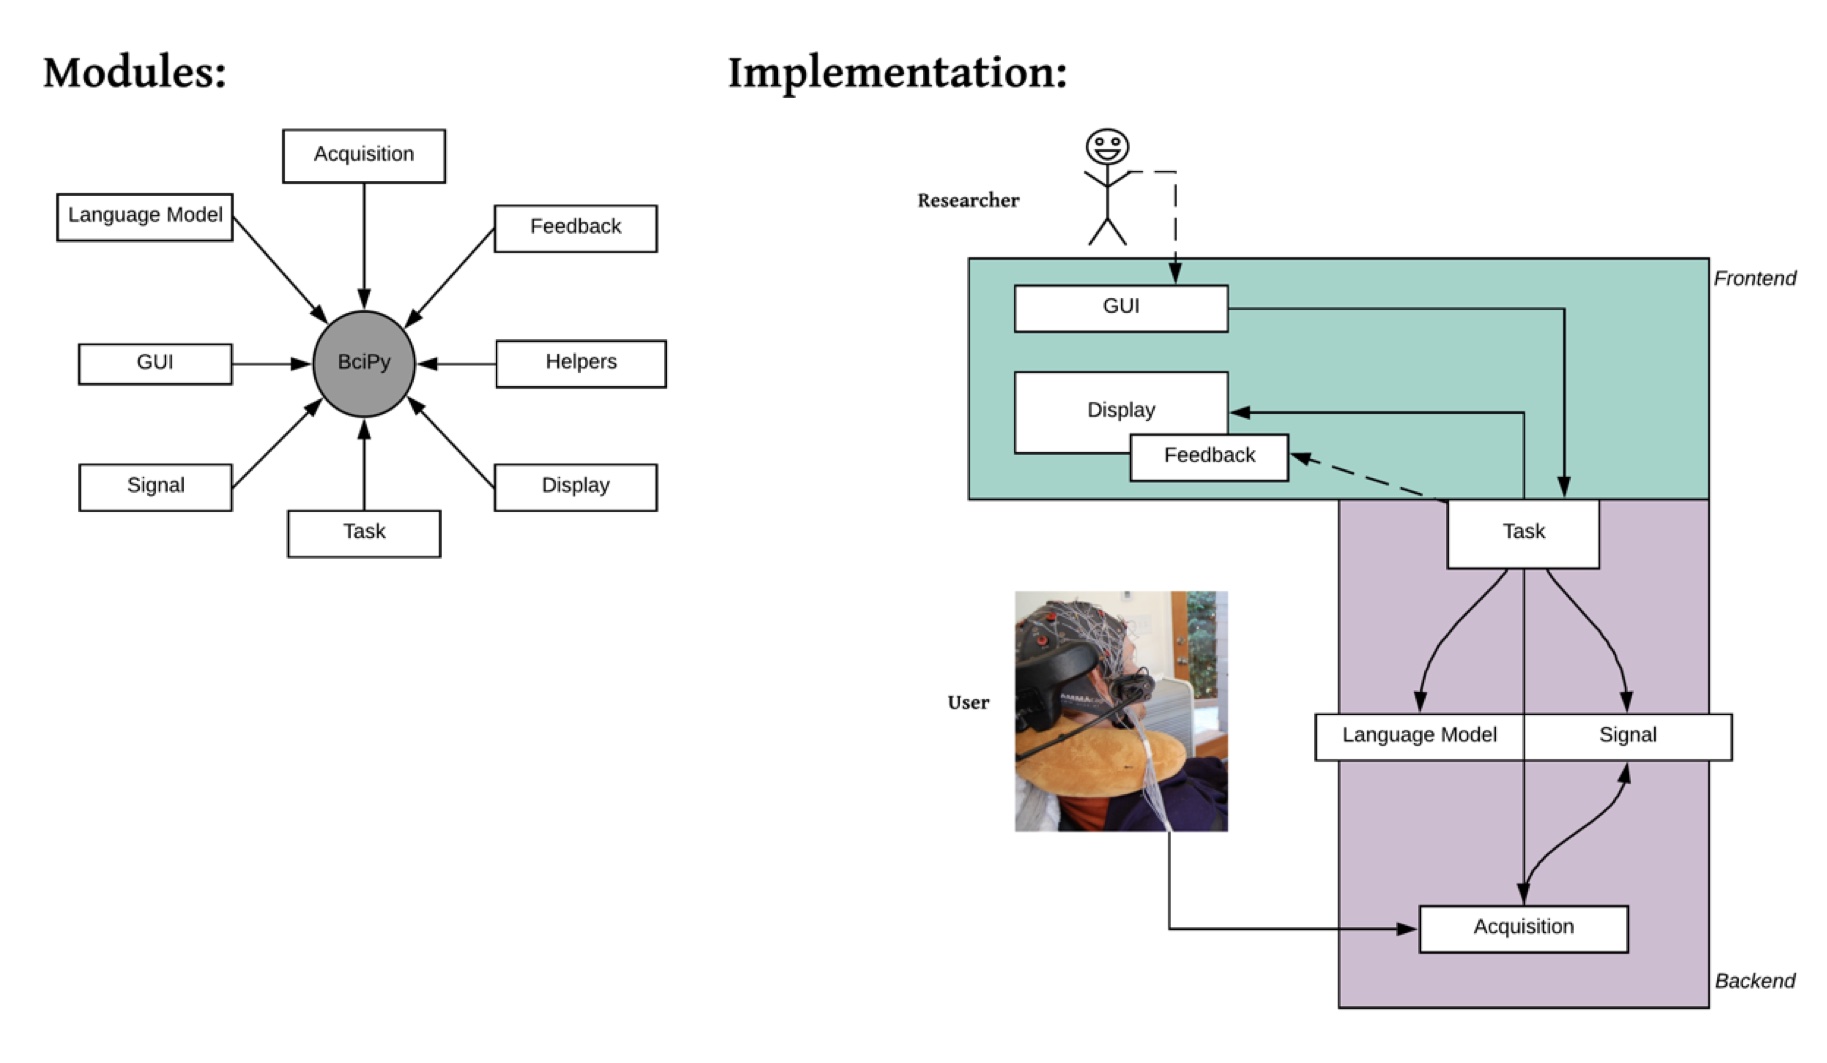 Modules:
Acquisition
Language Model
Feedback
GUI
BciPy
Helpers
Signal
Display
Task
Implementation:
Researcher
Frontend
GUI
Display
Feedback
Task
User
Language Model
Signal
Acquisition
Backend